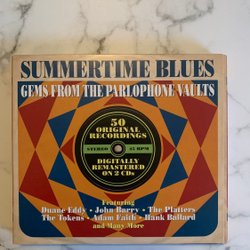 SUMMERTIME BLUES
GEMS FROM THE PARLOPHONE VAULTS
50
ORIGINAL
RECORDINGS
STEREO 45 RPM
DIGITALLY
REMASTERED
ON 2 CDs
Featuring
Duane Eddy • John Barry • The Platters
The Tokens • Adam Faith • Hank Ballard
and Many More